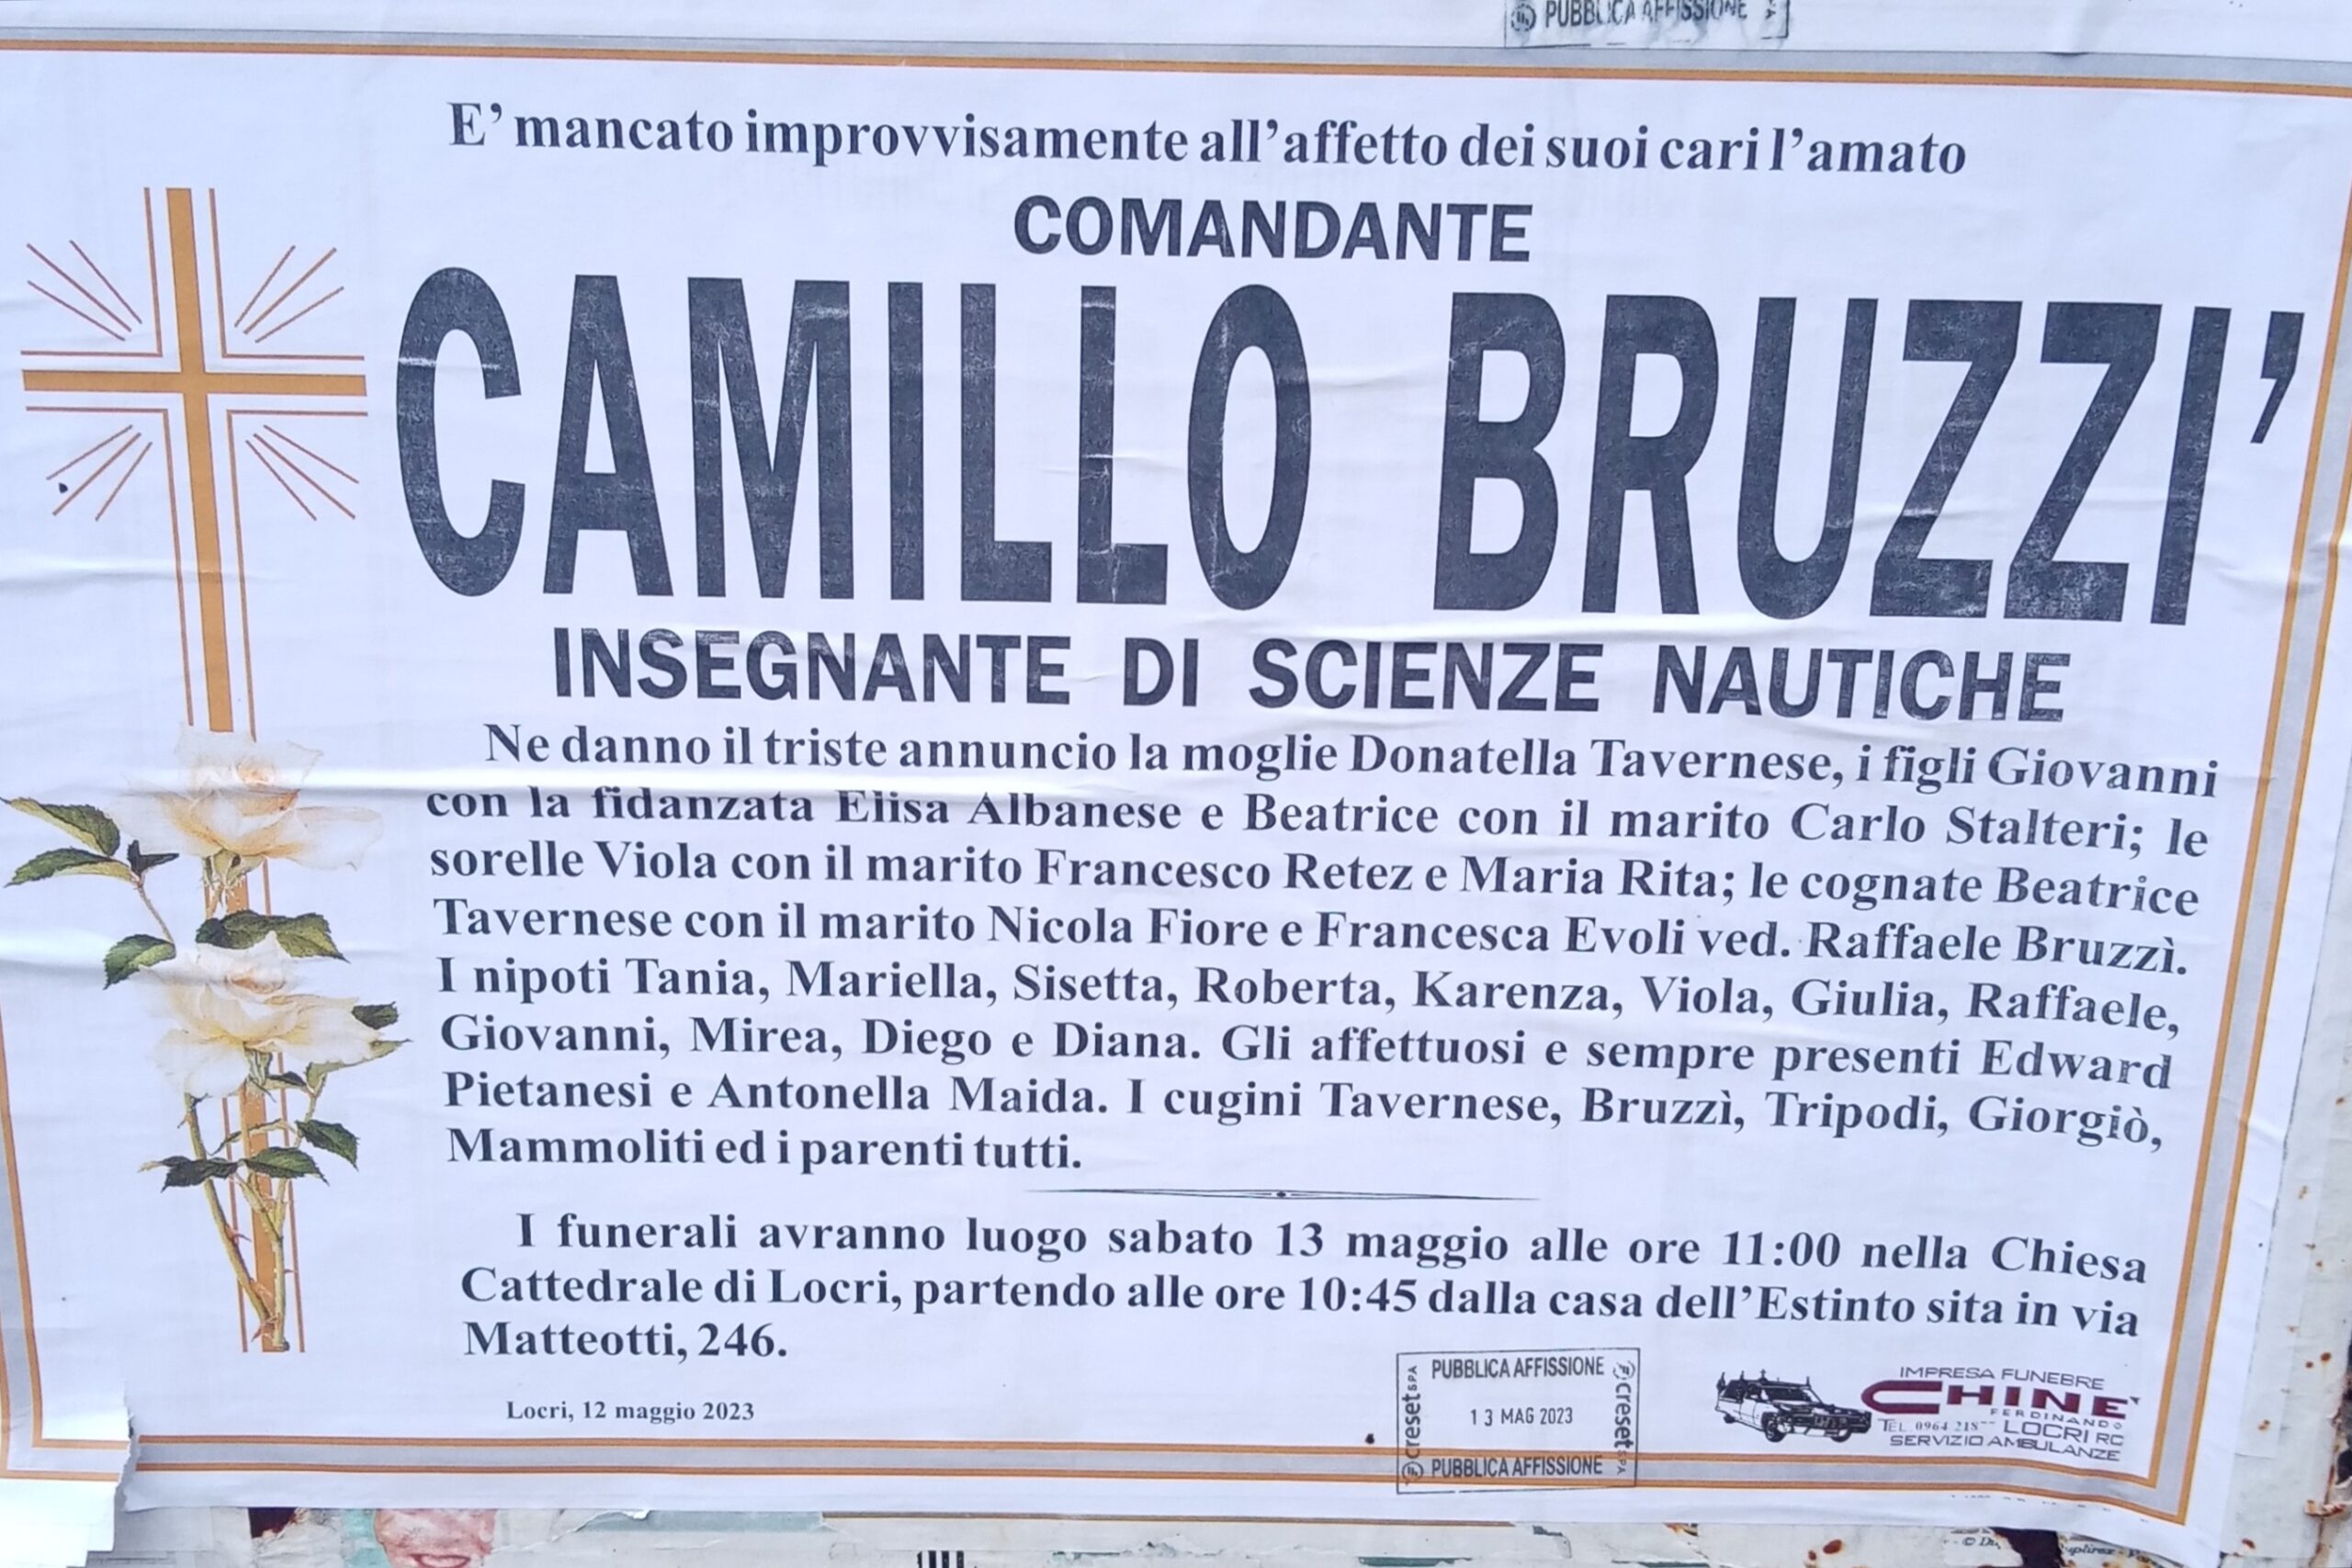 PUBBLICA AFFISSIONE
E' mancato improvvisamente all'affetto dei suoi cari l'amato
COMANDANTE
CAMILLO BRUZZI'
INSEGNANTE DI SCIENZE NAUTICHE
Ne danno il triste annuncio la moglie Donatella Tavernese, i figli Giovanni
con la fidanzata Elisa Albanese e Beatrice con il marito Carlo Stalteri; le
sorelle Viola con il marito Francesco Retez e Maria Rita; le cognate Beatrice
Tavernese con il marito Nicola Fiore e Francesca Evoli ved. Raffaele Bruzzì.
I nipoti Tania, Mariella, Sisetta, Roberta, Karenza, Viola, Giulia, Raffaele,
Giovanni, Mirea, Diego e Diana. Gli affettuosi e sempre presenti Edward
Pietanesi e Antonella Maida. I cugini Tavernese, Bruzzì, Tripodi, Giorgiò,
Mammoliti ed i parenti tutti.
I funerali avranno luogo sabato 13 maggio alle ore 11:00 nella Chiesa
Cattedrale di Locri, partendo alle ore 10:45 dalla casa dell'Estinto sita in via
Matteotti, 246.
Locri, 12 maggio 2023
PUBBLICA AFFISSIONE
creset S.P.A.
13 MAG 2023
creset S.P.A.
PUBBLICA AFFISSIONE
IMPRESA FUNEBRE
CHINE'
FERDINANDO
TEL. 0964 LOCRI RC
SERVIZIO AMBULANZE